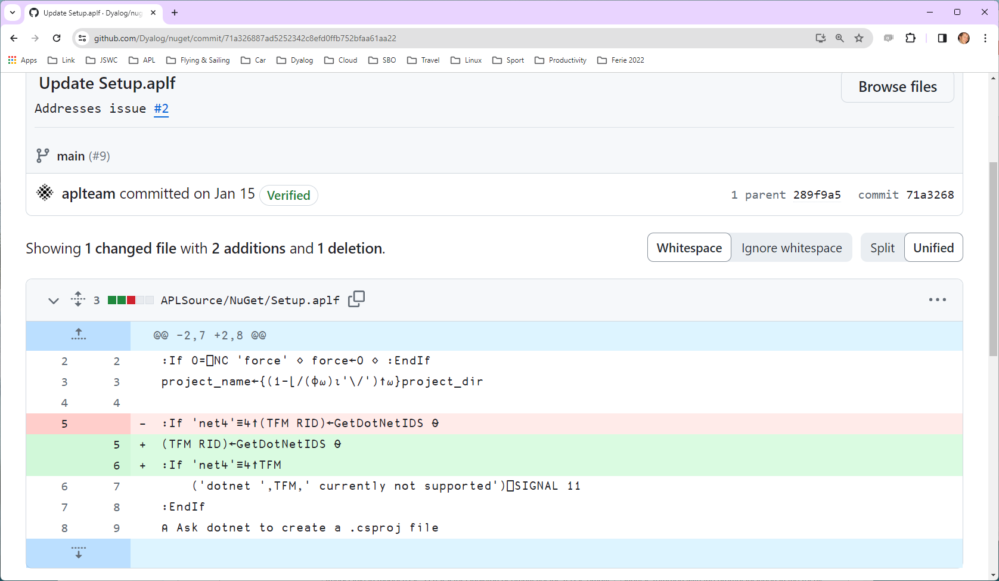 Update Setup.aplf · Dyalog/nug
github.com/Dyalog/nuget/commit/71a326887ad5252342c8efd0ffb752bfaa61aa22
Apps Link JSWC APL Flying & Sailing Car Dyalog Cloud SBO Travel Linux Sport Productivity Ferie 2022
Update Setup.aplf
Browse files
Addresses issue #2
main (#9)
aplteam committed on Jan 15 Verified 1 parent 289f9a5 commit 71a3268
Showing 1 changed file with 2 additions and 1 deletion. Whitespace Ignore whitespace Split Unified
3 APLSource/NuGet/Setup.aplf
@@ -2,7 +2,8 @@
2 2 :If 0=⎕NC 'force' ⋄ force←0 ⋄ :EndIf
3 3 project_name←{(1-⌊/(⌽⍵)⍳'\/')↑⍵}project_dir
4 4
5 - :If 'net4'≡4↑(TFM RID)←GetDotNetIDS ⍬
5 + (TFM RID)←GetDotNetIDS ⍬
6 + :If 'net4'≡4↑TFM
6 7 ('dotnet ',TFM,' currently not supported')⎕SIGNAL 11
7 8 :EndIf
8 9 ⍝ Ask dotnet to create a .csproj file